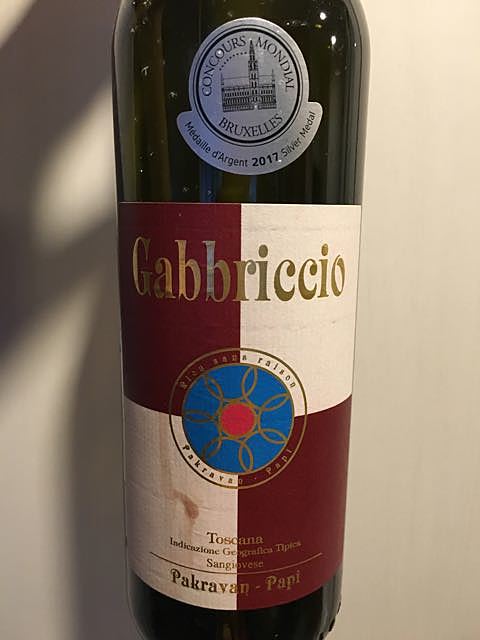 CONCOURS MONDIAL
BRUXELLES
Médaille d'Argent 2017 Silver Medal
Gabbriccio
Rien sans raison
Pakravan - Papi
Toscana
Indicazione Geografica Tipica
Sangiovese
Pakravan - Papi